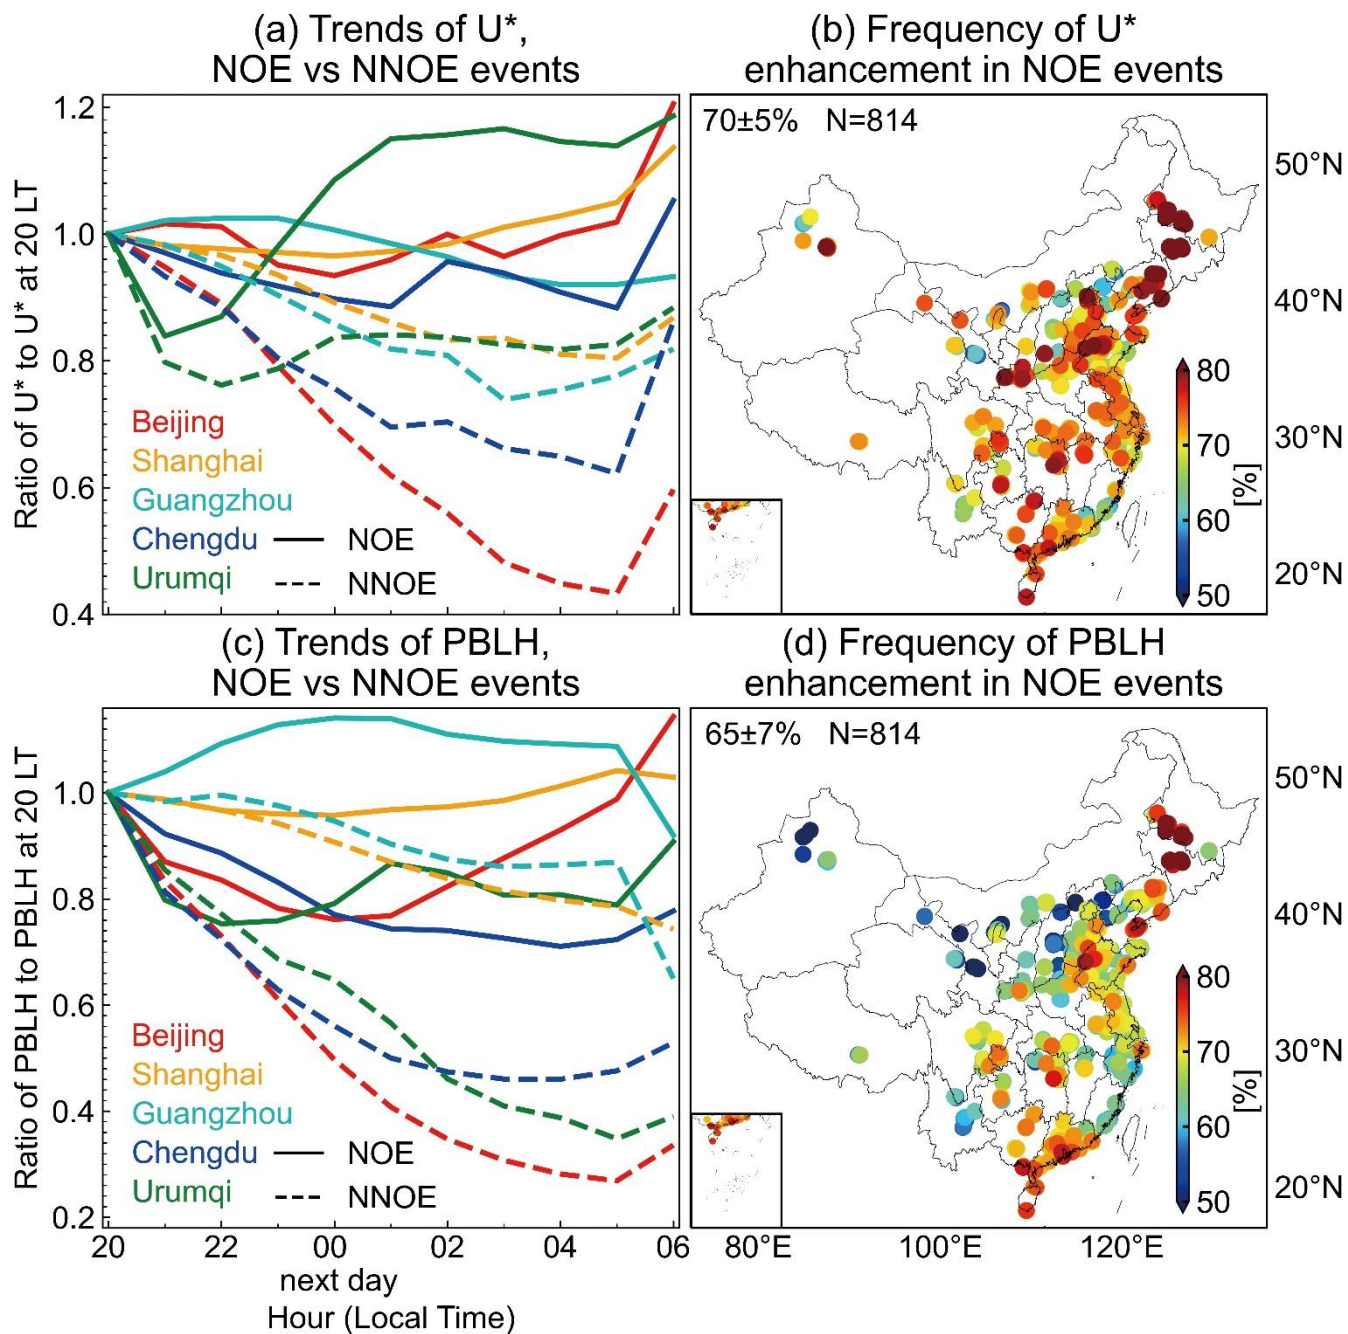 (a) Trends of U*,
NOE vs NNOE events
(b) Frequency of U*
enhancement in NOE events
Ratio of U* to U* at 20 LT
1.2
1.0
0.8
0.6
0.4
Beijing
Shanghai
Guangzhou
Chengdu
Urumqi
NOE
NNOE
70±5% N=814
50°N
40°N
30°N
20°N
80
70
60
50
[%]
(c) Trends of PBLH,
NOE vs NNOE events
(d) Frequency of PBLH
enhancement in NOE events
Ratio of PBLH to PBLH at 20 LT
1.0
0.8
0.6
0.4
0.2
Beijing
Shanghai
Guangzhou
Chengdu
Urumqi
NOE
NNOE
20 22 00 02 04 06
next day
Hour (Local Time)
65±7% N=814
50°N
40°N
30°N
20°N
80
70
60
50
[%]
80°E 100°E 120°E